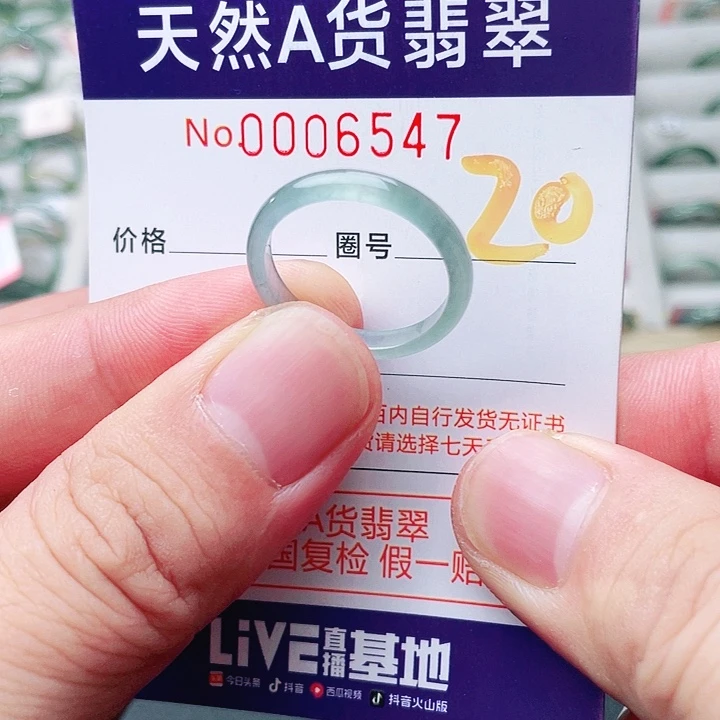 天然A货翡翠
No.0006547
20
价格 圈号
百内自行发货无证书
请选择七天
A货翡翠
国复检 假一赔
LiVE直播基地
今日头条 抖音 西瓜视频 抖音火山版